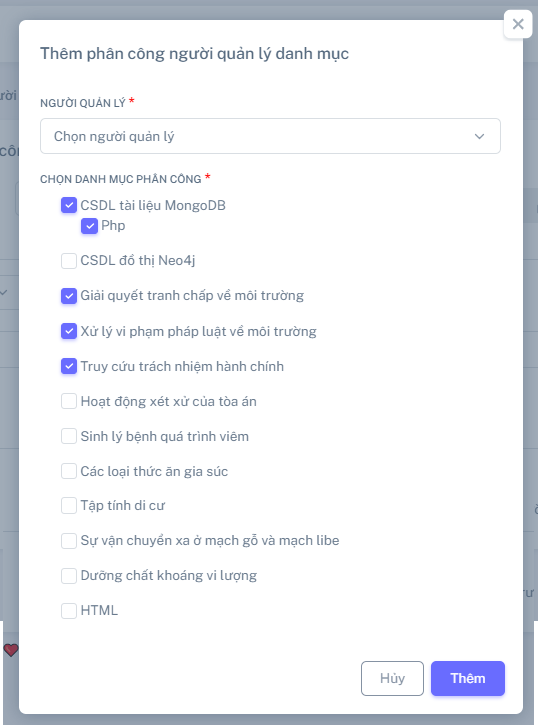 Thêm phân công người quản lý danh mục
NGƯỜI QUẢN LÝ *
Chọn người quản lý
CHỌN DANH MỤC PHÂN CÔNG *
CSDL tài liệu MongoDB
Php
CSDL đồ thị Neo4j
Giải quyết tranh chấp về môi trường
Xử lý vi phạm pháp luật về môi trường
Truy cứu trách nhiệm hành chính
Hoạt động xét xử của tòa án
Sinh lý bệnh quá trình viêm
Các loại thức ăn gia súc
Tập tính di cư
Sự vận chuyển xa ở mạch gỗ và mạch libe
Dưỡng chất khoáng vi lượng
HTML
Hủy
Thêm